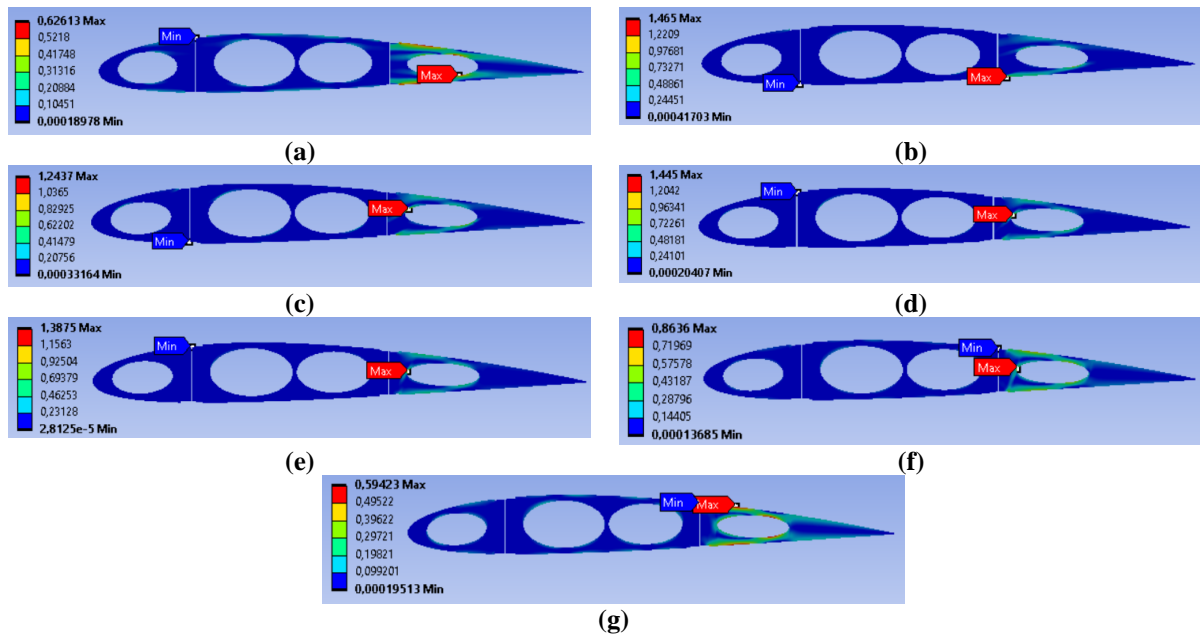 0,62613 Max
0,5218
0,41748
0,31316
0,20884
0,10451
0,00018978 Min
Min
Max
(a)
1,465 Max
1,2209
0,97681
0,73271
0,48861
0,24451
0,00041703 Min
Min
Max
(b)
1,2437 Max
1,0365
0,82925
0,62202
0,41479
0,20756
0,00033164 Min
Max
Min
(c)
1,445 Max
1,2042
0,96341
0,72261
0,48181
0,24101
0,00020407 Min
Min
Max
(d)
1,3875 Max
1,1563
0,92504
0,69379
0,46253
0,23128
2,8125e-5 Min
Min
Max
(e)
0,8636 Max
0,71969
0,57578
0,43187
0,28796
0,14405
0,00013685 Min
Min
Max
(f)
0,59423 Max
0,49522
0,39622
0,29721
0,19821
0,099201
0,00019513 Min
Min
Max
(g)